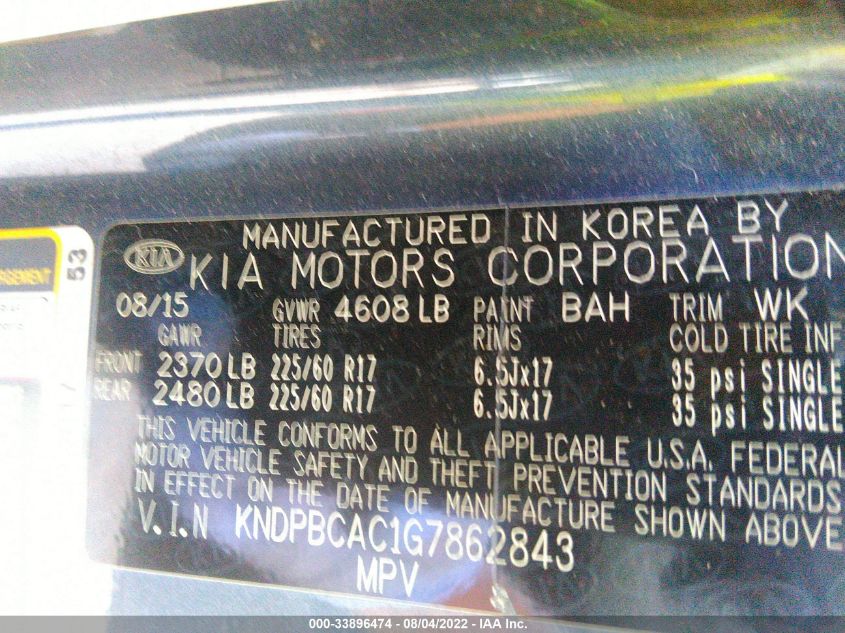 MANUFACTURED IN KOREA BY
KIA KIA MOTORS CORPORATION
08/15 GVWR 4608 LB PAINT BAH TRIM WK
GAWR TIRES RIMS COLD TIRE INF
FRONT 2370 LB 225/60 R17 6.5Jx17 35 psi SINGLE
REAR 2480 LB 225/60 R17 6.5Jx17 35 psi SINGLE
THIS VEHICLE CONFORMS TO ALL APPLICABLE U.S.A. FEDERAL
MOTOR VEHICLE SAFETY AND THEFT PREVENTION STANDARDS
IN EFFECT ON THE DATE OF MANUFACTURE SHOWN ABOVE
V.I.N KNDPBCAC1G7862843
MPV
53
000-33896474 - 08/04/2022 - IAA Inc.